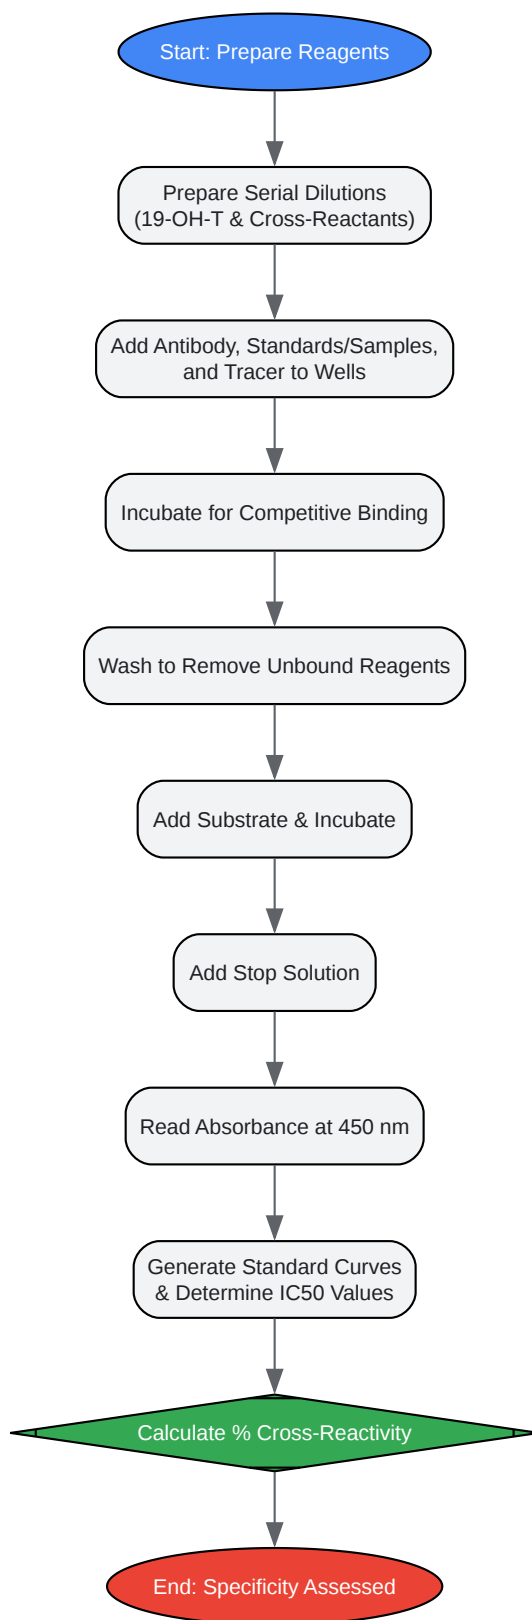 Start: Prepare Reagents
Prepare Serial Dilutions
(19-OH-T & Cross-Reactants)
Add Antibody, Standards/Samples,
and Tracer to Wells
Incubate for Competitive Binding
Wash to Remove Unbound Reagents
Add Substrate & Incubate
Add Stop Solution
Read Absorbance at 450 nm
Generate Standard Curves
& Determine IC50 Values
Calculate % Cross-Reactivity
End: Specificity Assessed